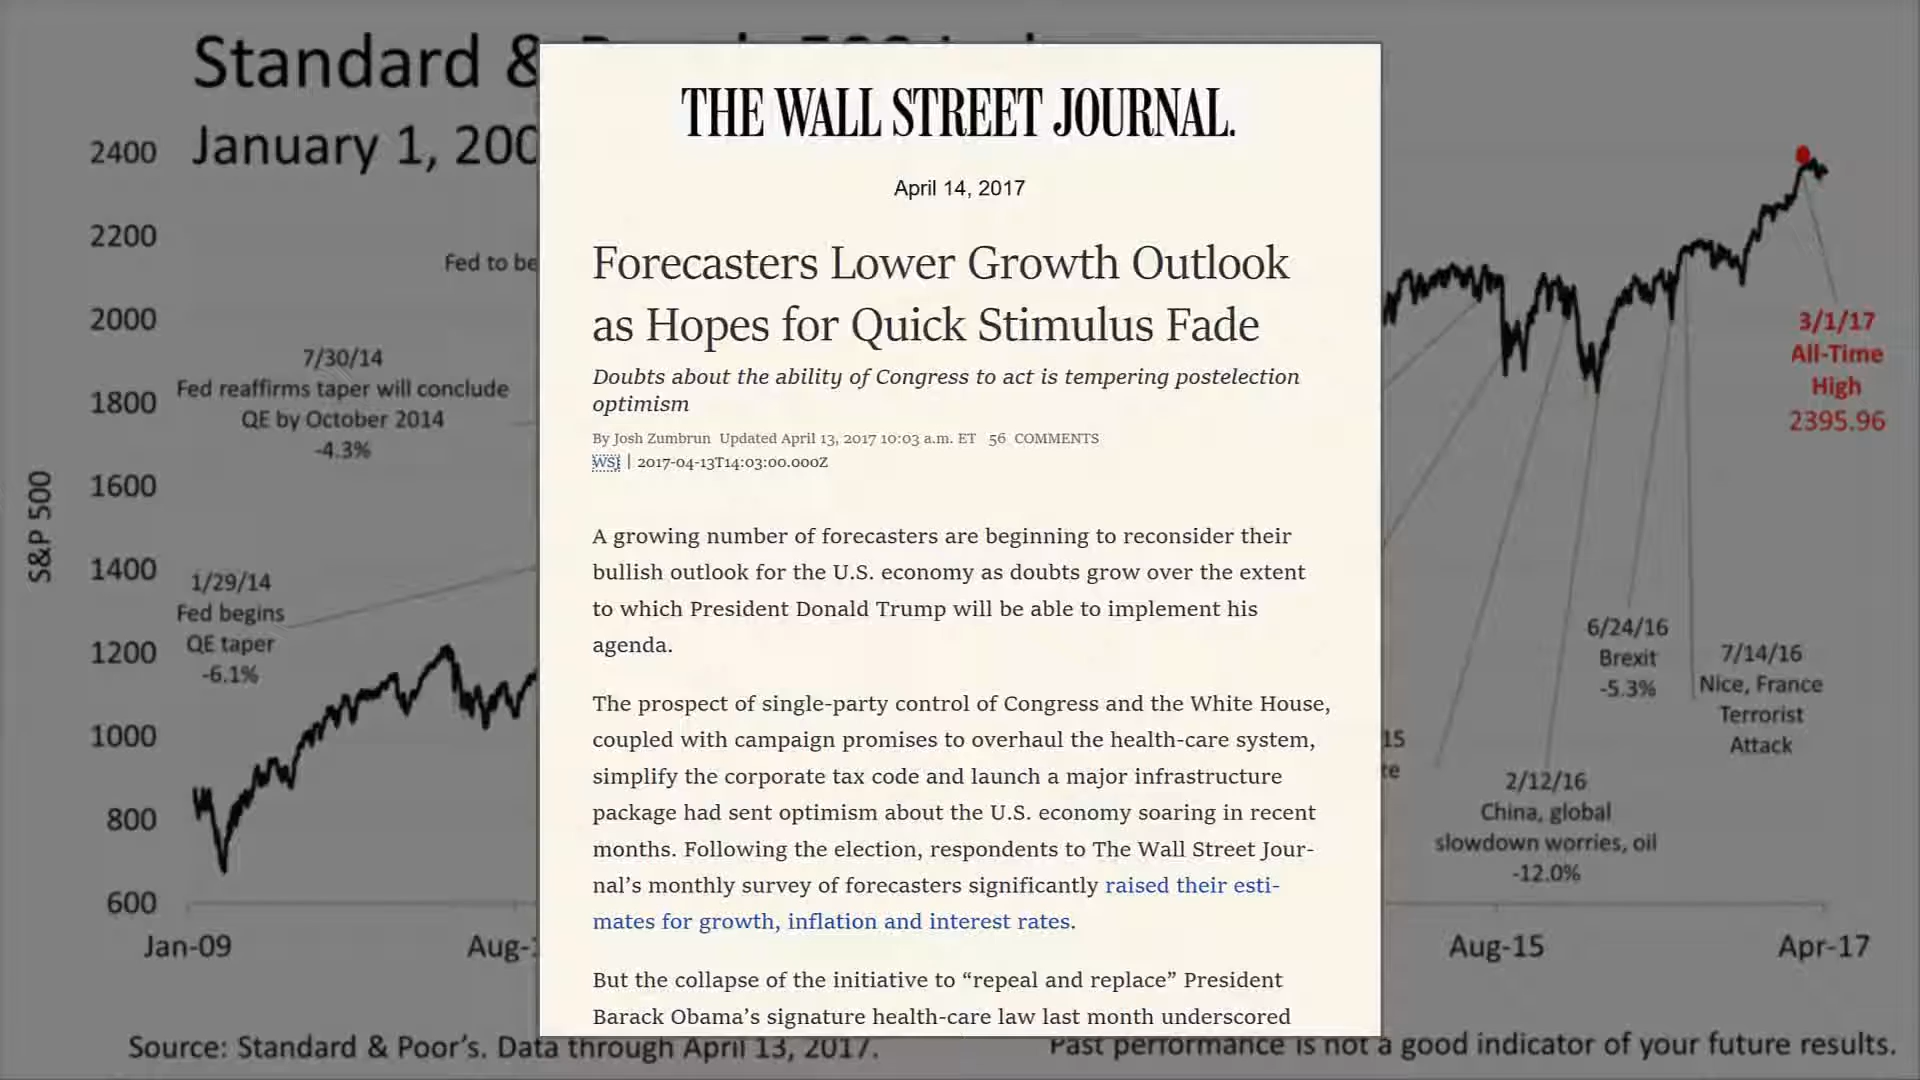 Standard &
January 1, 200
2400
2200
2000
1800
1600
1400
1200
1000
800
600
S&P 500
Fed to be
7/30/14
Fed reaffirms taper will conclude
QE by October 2014
-4.3%
1/29/14
Fed begins
QE taper
-6.1%
Jan-09
Aug-1
THE WALL STREET JOURNAL.
April 14, 2017
Forecasters Lower Growth Outlook
as Hopes for Quick Stimulus Fade
Doubts about the ability of Congress to act is tempering postelection
optimism
By Josh Zumbrun Updated April 13, 2017 10:03 a.m. ET 56 COMMENTS
WSJ | 2017-04-13T14:03:00.000Z
A growing number of forecasters are beginning to reconsider their
bullish outlook for the U.S. economy as doubts grow over the extent
to which President Donald Trump will be able to implement his
agenda.
The prospect of single-party control of Congress and the White House,
coupled with campaign promises to overhaul the health-care system,
simplify the corporate tax code and launch a major infrastructure
package had sent optimism about the U.S. economy soaring in recent
months. Following the election, respondents to The Wall Street Jour-
nal’s monthly survey of forecasters significantly raised their esti-
mates for growth, inflation and interest rates.
But the collapse of the initiative to “repeal and replace” President
Barack Obama’s signature health-care law last month underscored
3/1/17
All-Time
High
2395.96
6/24/16
Brexit
-5.3%
7/14/16
Nice, France
Terrorist
Attack
15
te
2/12/16
China, global
slowdown worries, oil
-12.0%
Aug-15
Apr-17
Source: Standard & Poor’s. Data through April 13, 2017.
Past performance is not a good indicator of your future results.